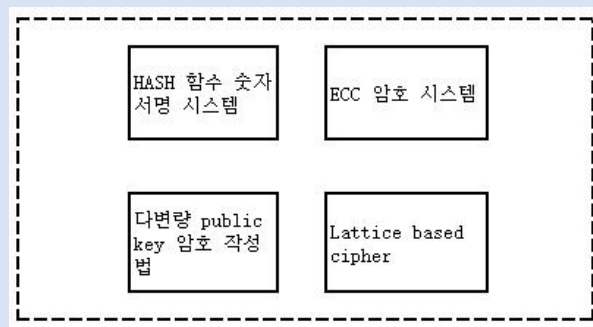 HASH 함수 숫자
서명 시스템
ECC 암호 시스템
다변량 public
key 암호 작성
법
Lattice based
cipher